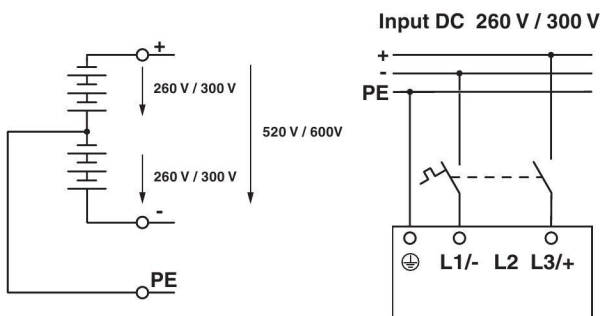 +
260 V / 300 V
520 V / 600V
260 V / 300 V
-
PE
Input DC 260 V / 300 V
+
-
PE
L1/- L2 L3/+